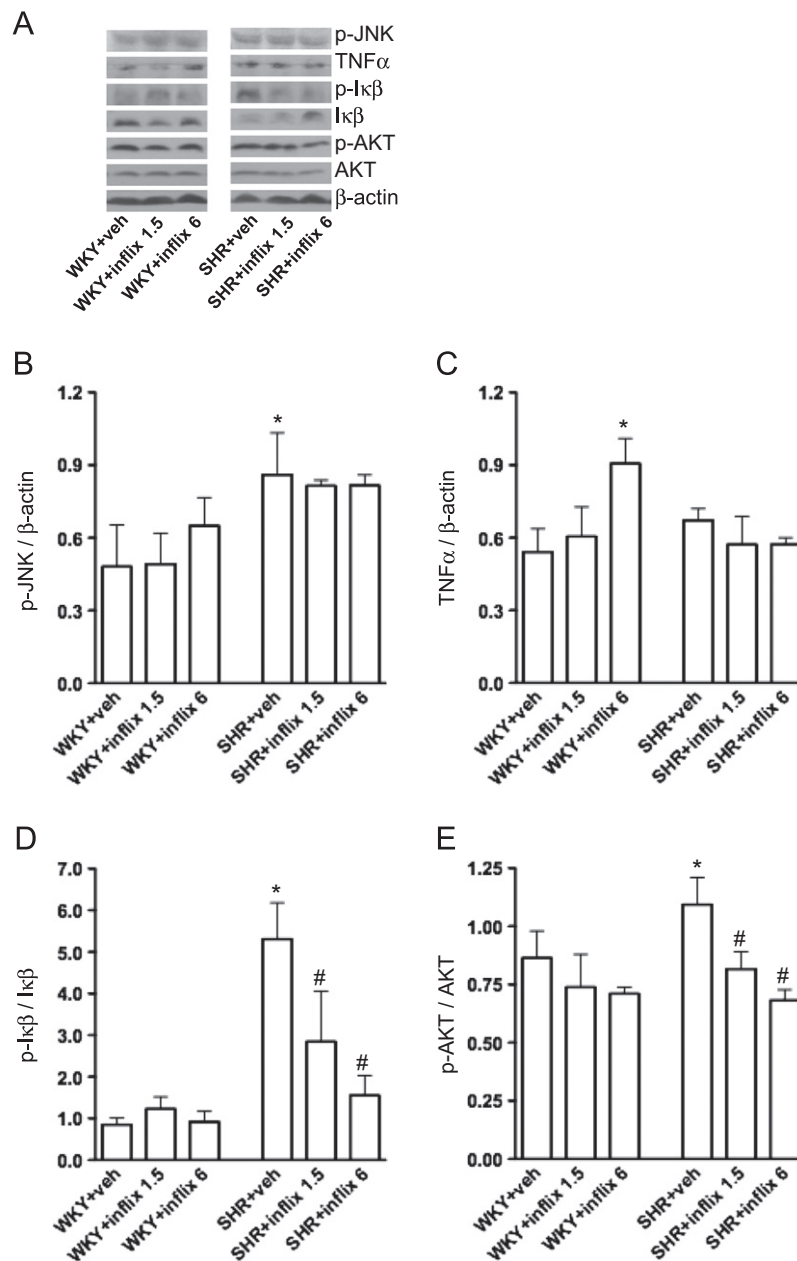 A
p-JNK
TNFα
p-Iκβ
Iκβ
p-AKT
AKT
β-actin
WKY+veh
WKY+inflix 1.5
WKY+inflix 6
SHR+veh
SHR+inflix 1.5
SHR+inflix 6
B
p-JNK / β-actin
1.2
0.9
0.6
0.3
0.0
*
WKY+veh
WKY+inflix 1.5
WKY+inflix 6
SHR+veh
SHR+inflix 1.5
SHR+inflix 6
C
TNFα / β-actin
1.2
0.9
0.6
0.3
0.0
*
WKY+veh
WKY+inflix 1.5
WKY+inflix 6
SHR+veh
SHR+inflix 1.5
SHR+inflix 6
D
p-Iκβ / Iκβ
7.0
6.0
5.0
4.0
3.0
2.0
1.0
0.0
*
#
#
WKY+veh
WKY+inflix 1.5
WKY+inflix 6
SHR+veh
SHR+inflix 1.5
SHR+inflix 6
E
p-AKT / AKT
1.25
1.00
0.75
0.50
0.25
0.00
*
#
#
WKY+veh
WKY+inflix 1.5
WKY+inflix 6
SHR+veh
SHR+inflix 1.5
SHR+inflix 6